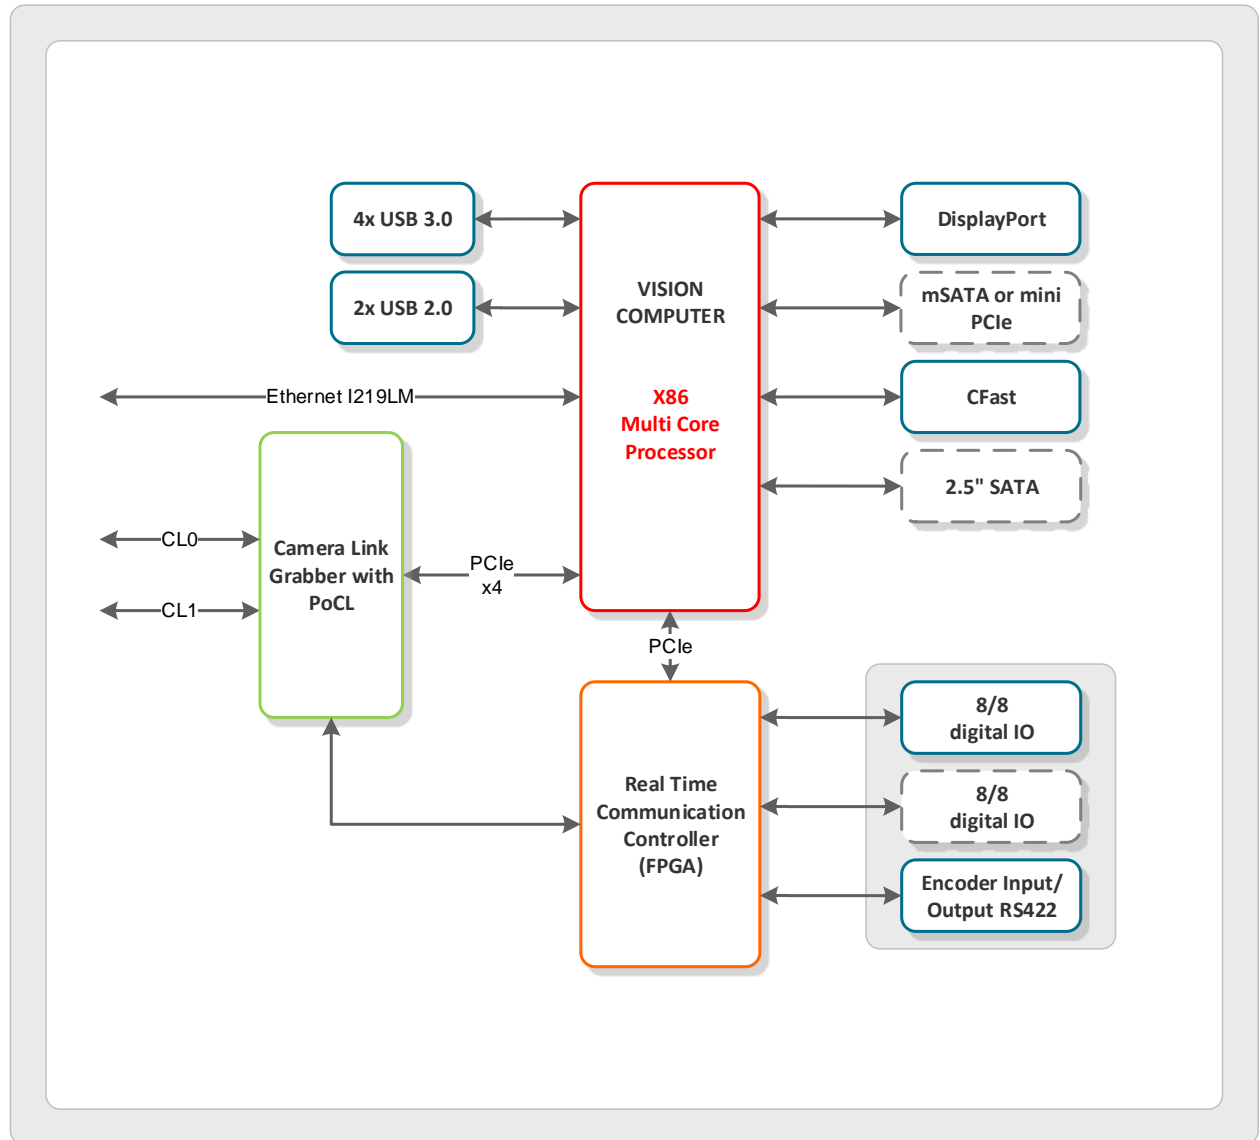 4x USB 3.0
2x USB 2.0
VISION
COMPUTER
X86
Multi Core
Processor
DisplayPort
mSATA or mini
PCIe
CFast
2.5" SATA
Ethernet I219LM
CL0
CL1
Camera Link
Grabber with
PoCL
PCIe
x4
PCIe
Real Time
Communication
Controller
(FPGA)
8/8
digital IO
8/8
digital IO
Encoder Input/
Output RS422